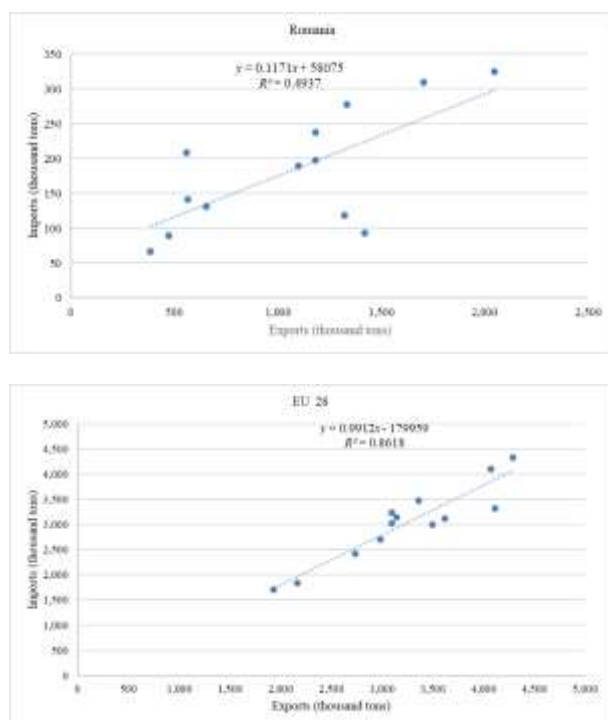 Romania
y = 0.1171x + 58075
R² = 0.4937
350
300
250
200
150
100
50
0
0 500 1,000 1,500 2,000 2,500
Imports (thousand tons)
Exports (thousand tons)
EU 28
y = 0.9912x - 179959
R² = 0.8618
5,000
4,500
4,000
3,500
3,000
2,500
2,000
1,500
1,000
500
0
0 500 1,000 1,500 2,000 2,500 3,000 3,500 4,000 4,500 5,000
Imports (thousand tons)
Exports (thousand tons)